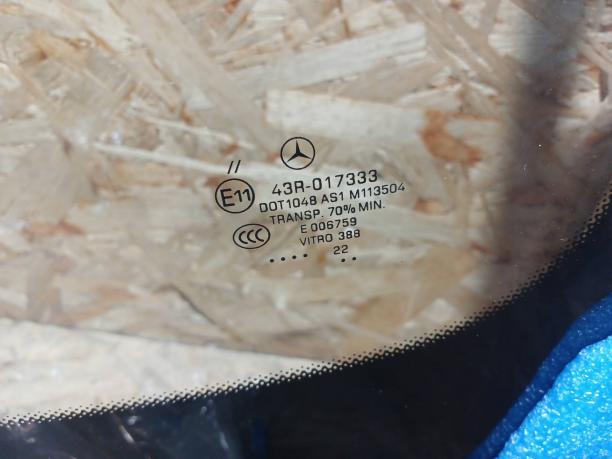 //
E11 43R-017333
DOT1048 AS1 M113504
TRANSP. 70% MIN.
CCC E 006759
VITRO 388
.... 22 ..